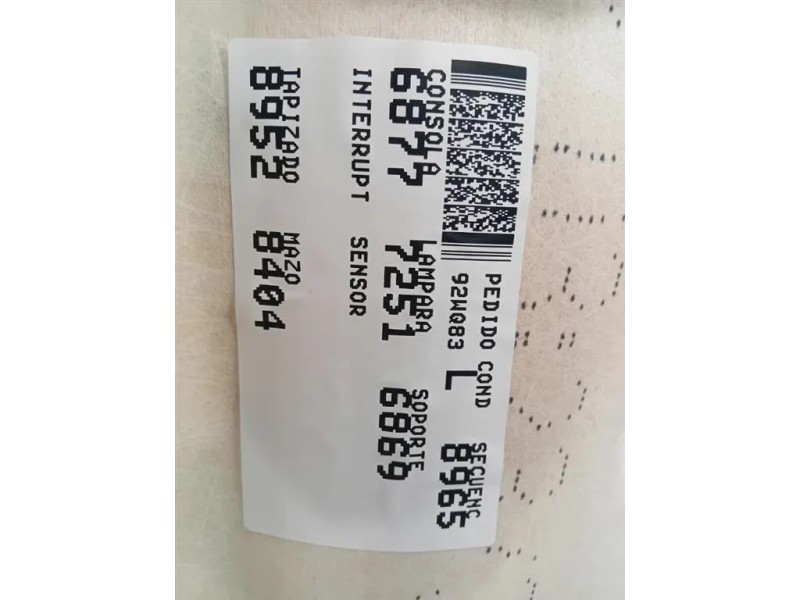 PEDIDO COND SECUENC
92WQ83 L 8965
CONSOLA LAMPARA SOPORTE
6877 7251 6869
INTERRUPT SENSOR
TAPIZADO MAZO
8952 8404